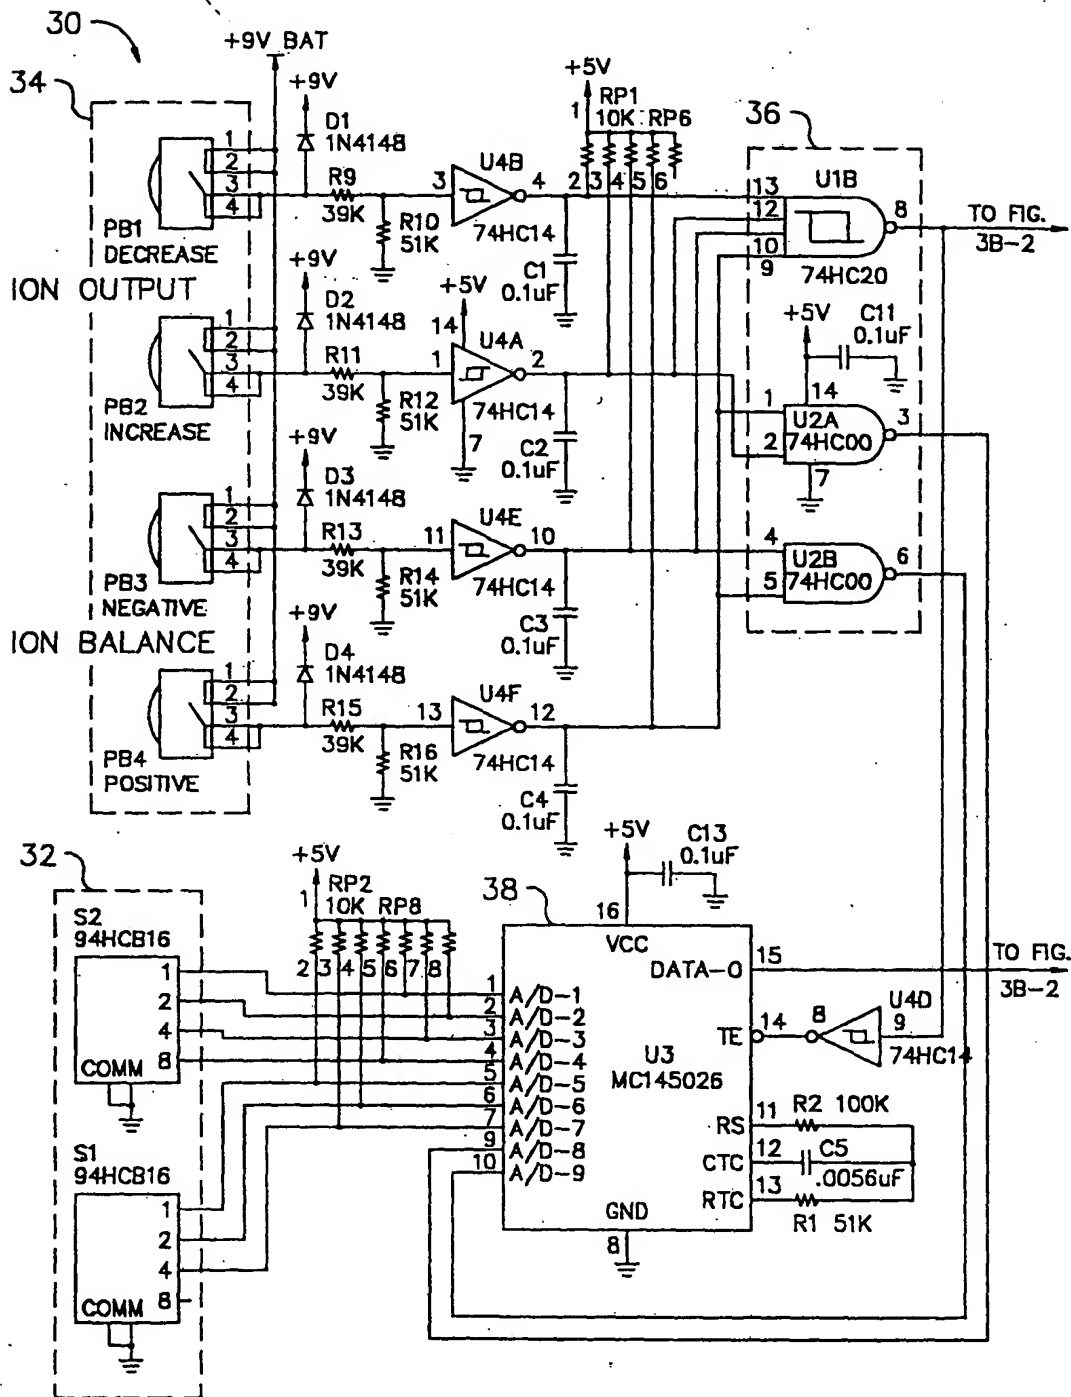 30
+9V BAT
34
+9V
+5V
1
RP1
10K
RP6
36
1
2
3
4
D1
1N4148
R9
39K
3
U4B
4
2
3
4
5
6
U1B
13
12
10
9
8
TO FIG.
3B-2
PB1
DECREASE
R10
51K
74HC14
C1
0.1uF
74HC20
ION OUTPUT
+9V
+5V
+5V
C11
0.1uF
1
2
3
4
D2
1N4148
R11
39K
14
1
U4A
2
14
1
U2A
3
2
74HC00
PB2
INCREASE
R12
51K
74HC14
7
C2
0.1uF
7
+9V
1
2
3
4
D3
1N4148
R13
39K
11
U4E
10
4
U2B
6
5
74HC00
PB3
NEGATIVE
R14
51K
74HC14
C3
0.1uF
ION BALANCE
+9V
1
2
3
4
D4
1N4148
R15
39K
13
U4F
12
PB4
POSITIVE
R16
51K
74HC14
C4
0.1uF
32
+5V
1
RP2
10K
RP8
38
+5V
C13
0.1uF
S2
94HCB16
16
VCC
2
3
4
5
6
7
8
1
2
4
8
COMM
1
2
3
4
5
6
7
9
10
A/D-1
A/D-2
A/D-3
A/D-4
A/D-5
A/D-6
A/D-7
A/D-8
A/D-9
DATA-O
15
TO FIG.
3B-2
TE
14
8
U4D
9
74HC14
U3
MC145026
RS
11
R2 100K
CTC
12
C5
.0056uF
RTC
13
R1 51K
GND
8
S1
94HCB16
1
2
4
8
COMM